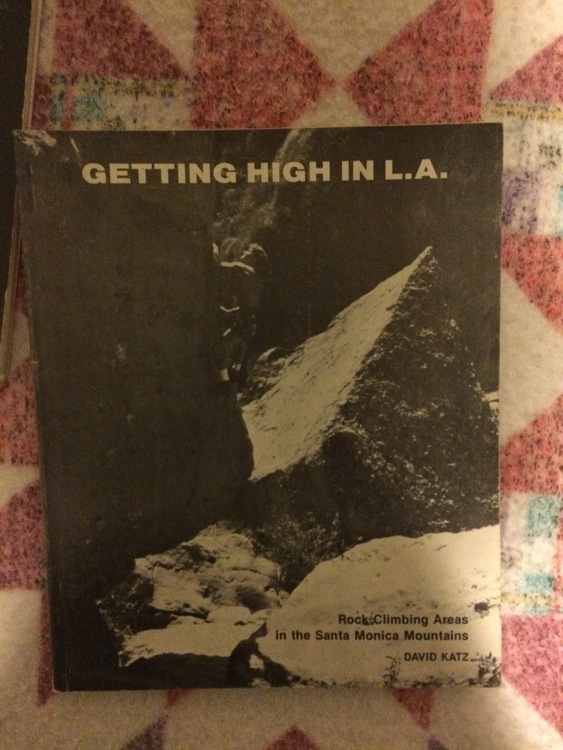 GETTING HIGH IN L.A.
Rock Climbing Areas
in the Santa Monica Mountains
DAVID KATZ